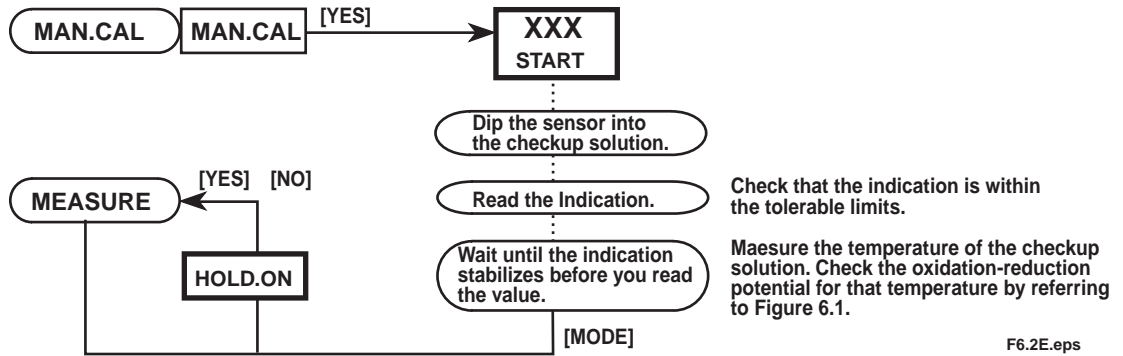 MAN.CAL MAN.CAL [YES] XXX
START
Dip the sensor into
the checkup solution.
Read the Indication.
Wait until the indication
stabilizes before you read
the value.
[MODE]
MEASURE [YES] [NO]
HOLD.ON
Check that the indication is within
the tolerable limits.
Maesure the temperature of the checkup
solution. Check the oxidation-reduction
potential for that temperature by referring
to Figure 6.1.
F6.2E.eps